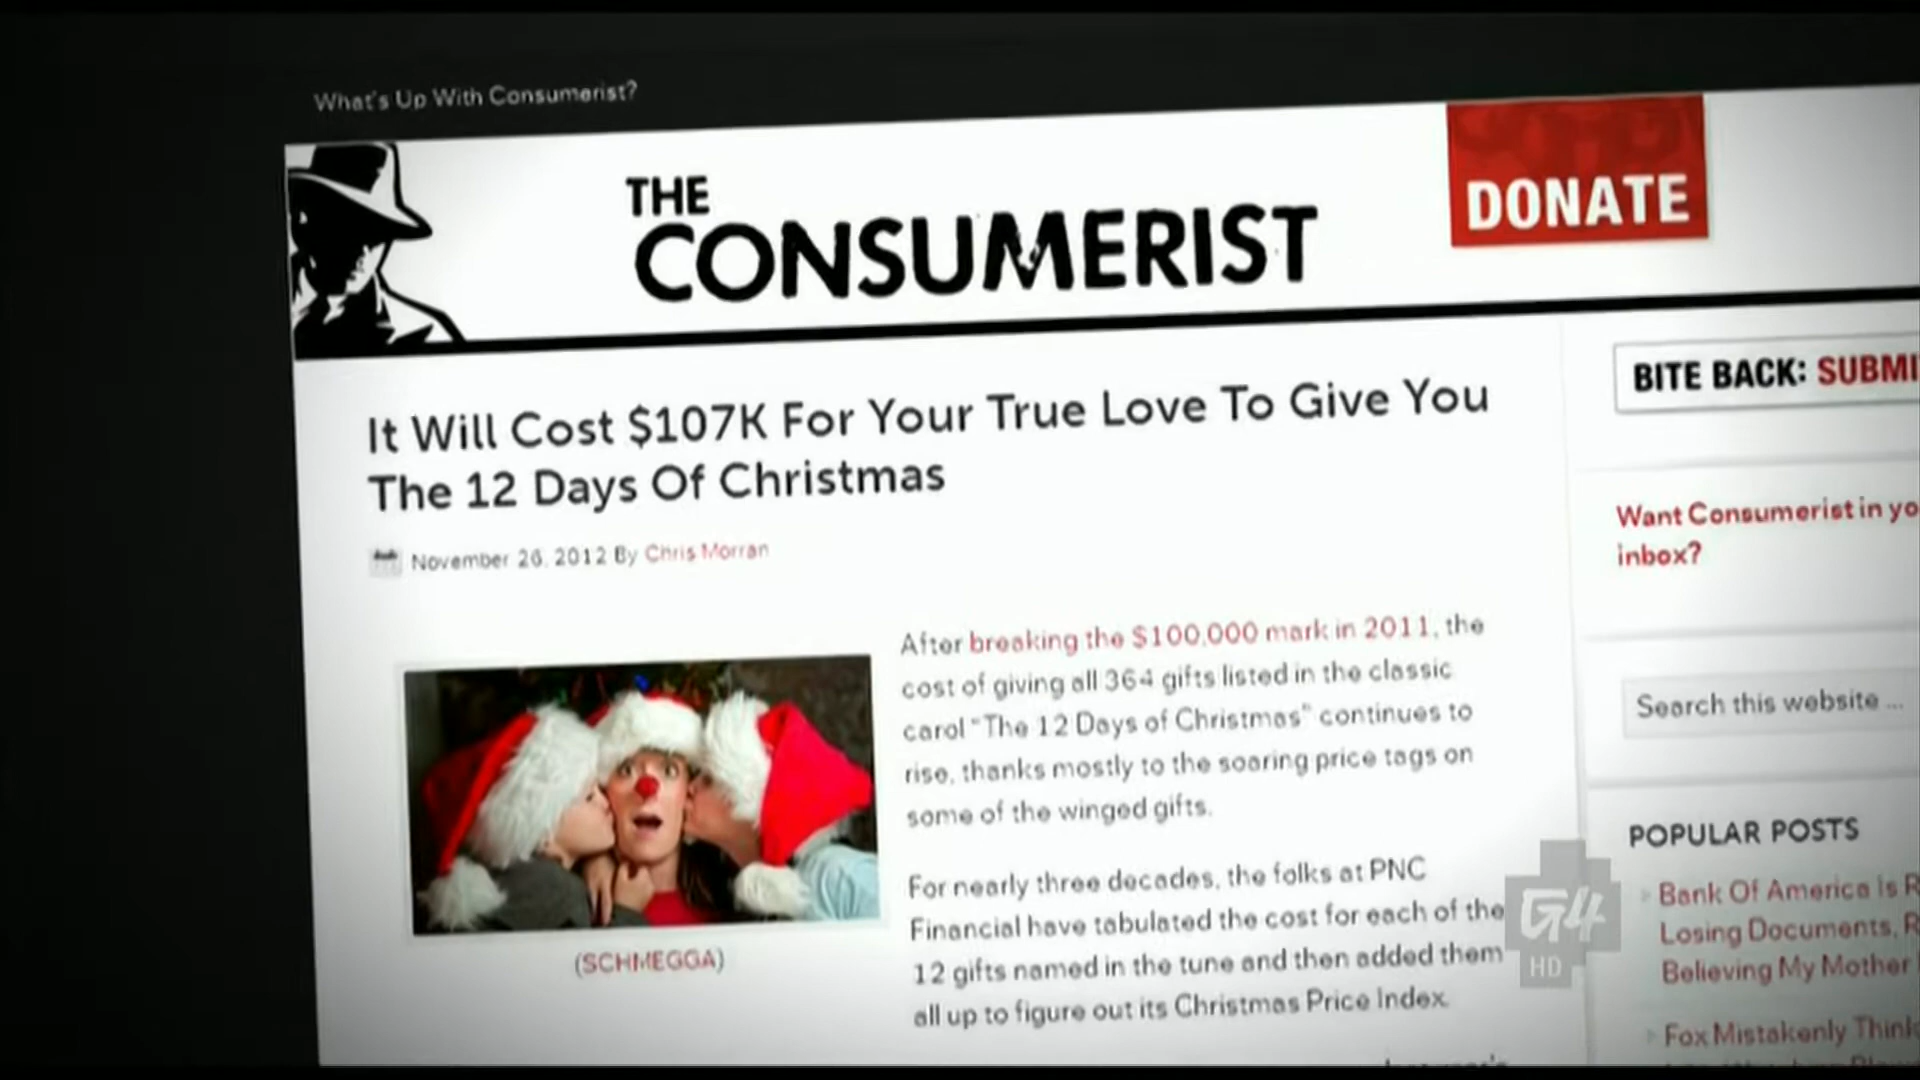 What's Up With Consumerist?
THE
CONSUMERIST
DONATE
It Will Cost $107K For Your True Love To Give You
The 12 Days Of Christmas
November 26, 2012 By Chris Morran
After breaking the $100,000 mark in 2011, the
cost of giving all 364 gifts listed in the classic
carol "The 12 Days of Christmas" continues to
rise, thanks mostly to the soaring price tags on
some of the winged gifts.
(SCHMEGGA)
For nearly three decades, the folks at PNC
Financial have tabulated the cost for each of the
12 gifts named in the tune and then added them
all up to figure out its Christmas Price Index.
BITE BACK: SUBMI
Want Consumerist in yo
inbox?
Search this website ...
POPULAR POSTS
Bank Of America Is R
Losing Documents, R
Believing My Mother
Fox Mistakenly Think
G4
HD